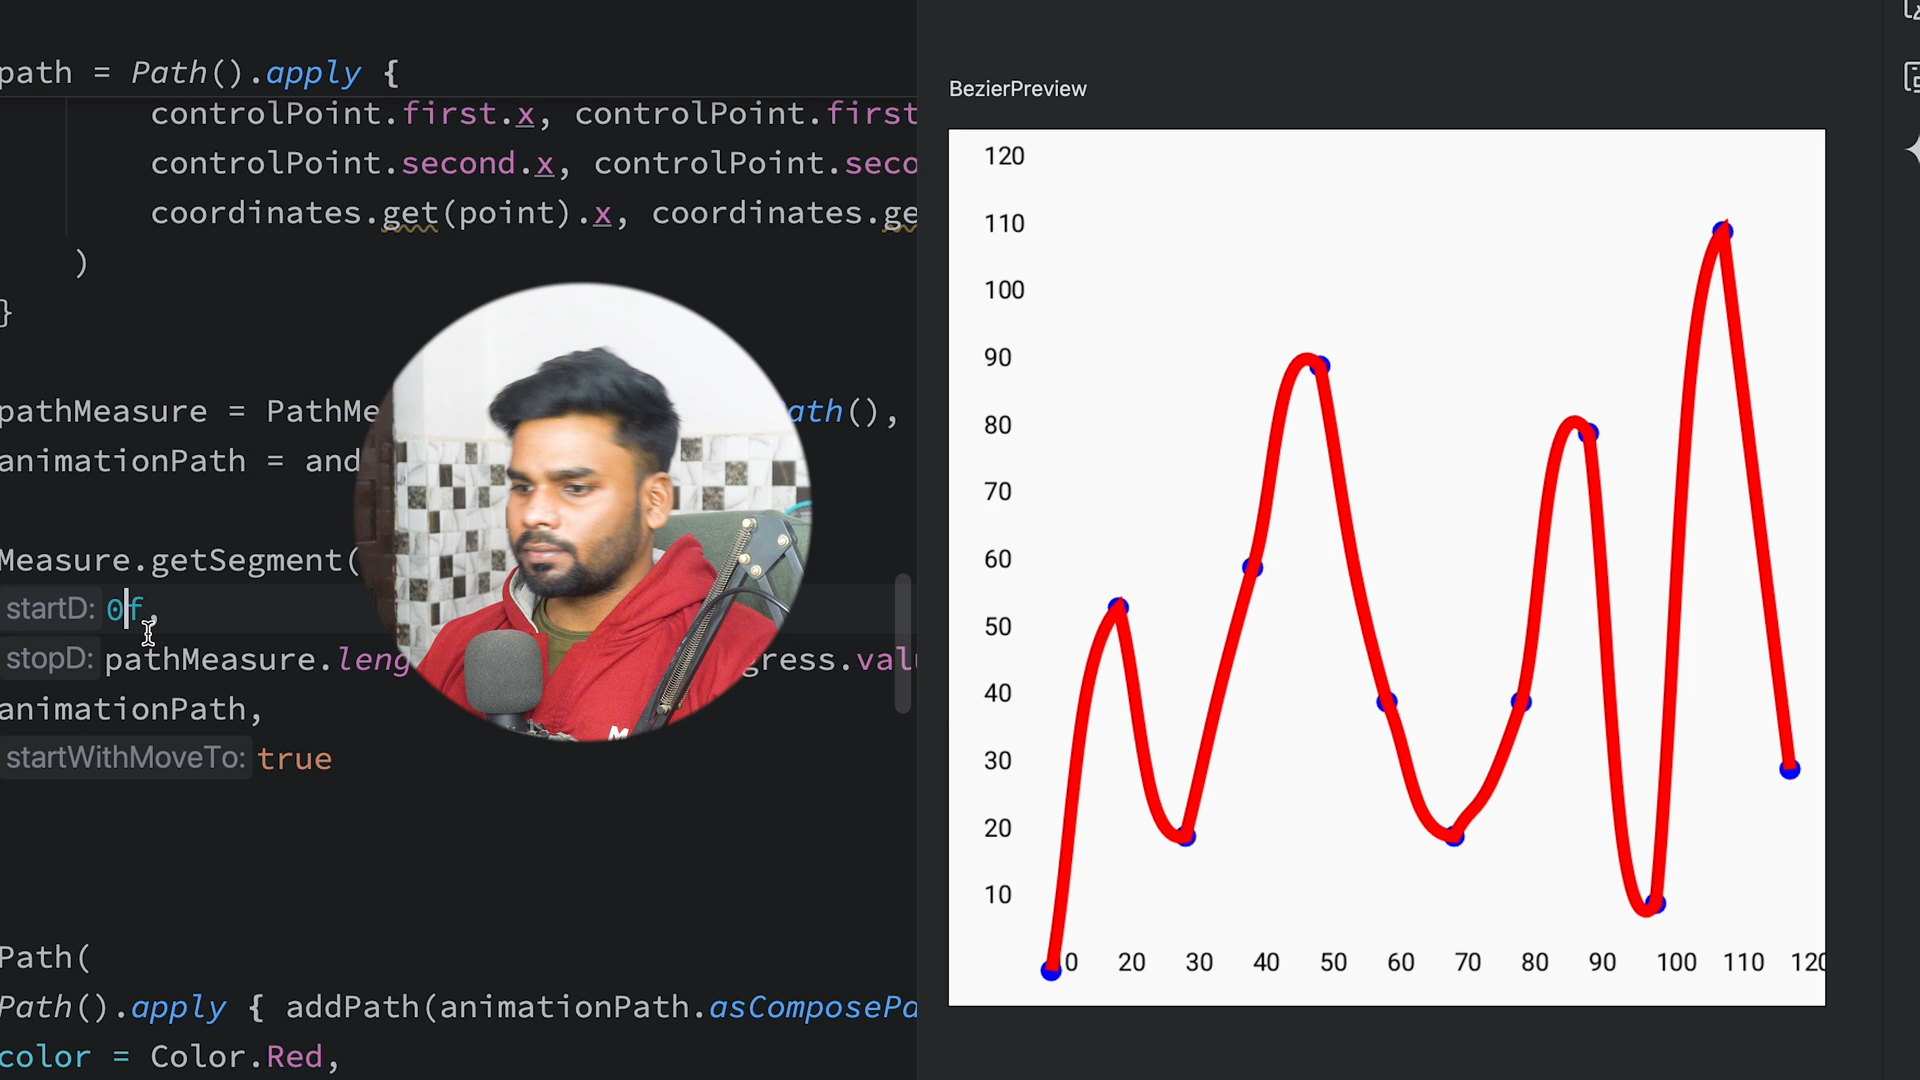 path = Path().apply {
controlPoint.first.x, controlPoint.first
controlPoint.second.x, controlPoint.seco
coordinates.get(point).x, coordinates.ge
)
}
pathMeasure = PathMe ath(),
animationPath = and
Measure.getSegment(
startD: 0f,
stopD: pathMeasure.leng gress.valu
animationPath,
startWithMoveTo: true
Path(
Path().apply { addPath(animationPath.asComposePa
color = Color.Red,
BezierPreview
120
110
100
90
80
70
60
50
40
30
20
10
0 20 30 40 50 60 70 80 90 100 110 120